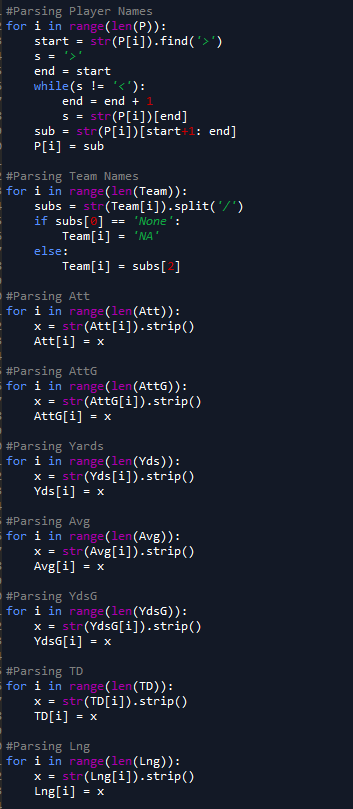 #Parsing Player Names
for i in range(len(P)):
    start = str(P[i]).find('>')
    s = '>'
    end = start
    while(s != '<'):
        end = end + 1
        s = str(P[i])[end]
    sub = str(P[i])[start+1: end]
    P[i] = sub
#Parsing Team Names
for i in range(len(Team)):
    subs = str(Team[i]).split('/')
    if subs[0] == 'None':
        Team[i] = 'NA'
    else:
        Team[i] = subs[2]
#Parsing Att
for i in range(len(Att)):
    x = str(Att[i]).strip()
    Att[i] = x
#Parsing AttG
for i in range(len(AttG)):
    x = str(AttG[i]).strip()
    AttG[i] = x
#Parsing Yards
for i in range(len(Yds)):
    x = str(Yds[i]).strip()
    Yds[i] = x
#Parsing Avg
for i in range(len(Avg)):
    x = str(Avg[i]).strip()
    Avg[i] = x
#Parsing YdsG
for i in range(len(YdsG)):
    x = str(YdsG[i]).strip()
    YdsG[i] = x
#Parsing TD
for i in range(len(TD)):
    x = str(TD[i]).strip()
    TD[i] = x
#Parsing Lng
for i in range(len(Lng)):
    x = str(Lng[i]).strip()
    Lng[i] = x